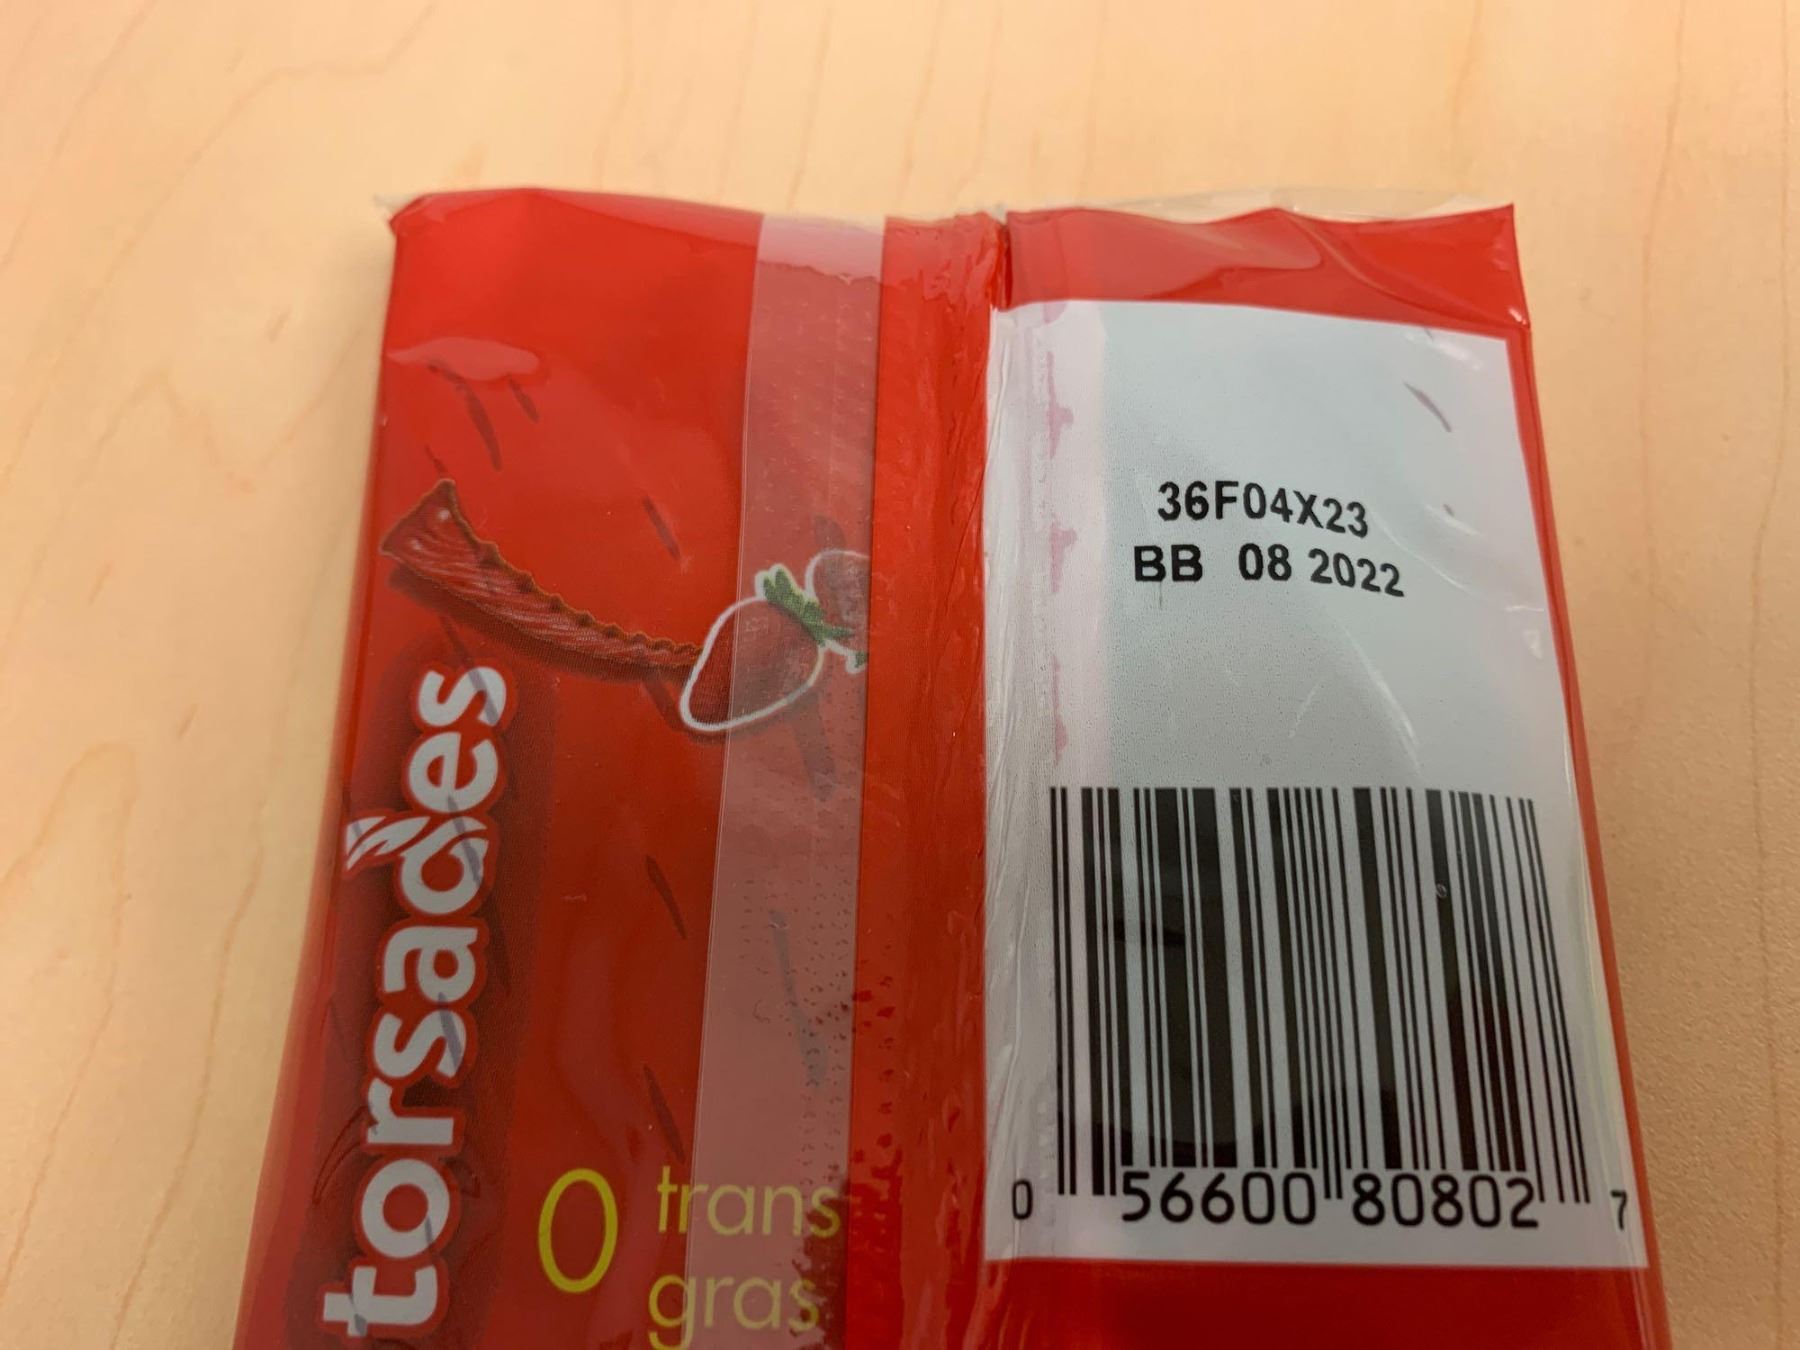 36F04X23
BB 08 2022
torsades
0 trans
gras
0 56600 80802 7